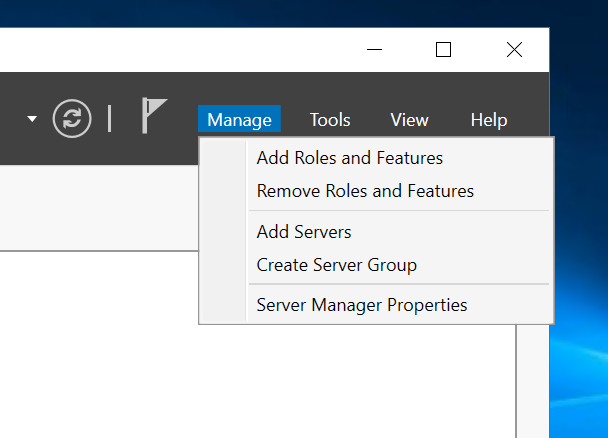 Manage Tools View Help
Add Roles and Features
Remove Roles and Features
Add Servers
Create Server Group
Server Manager Properties